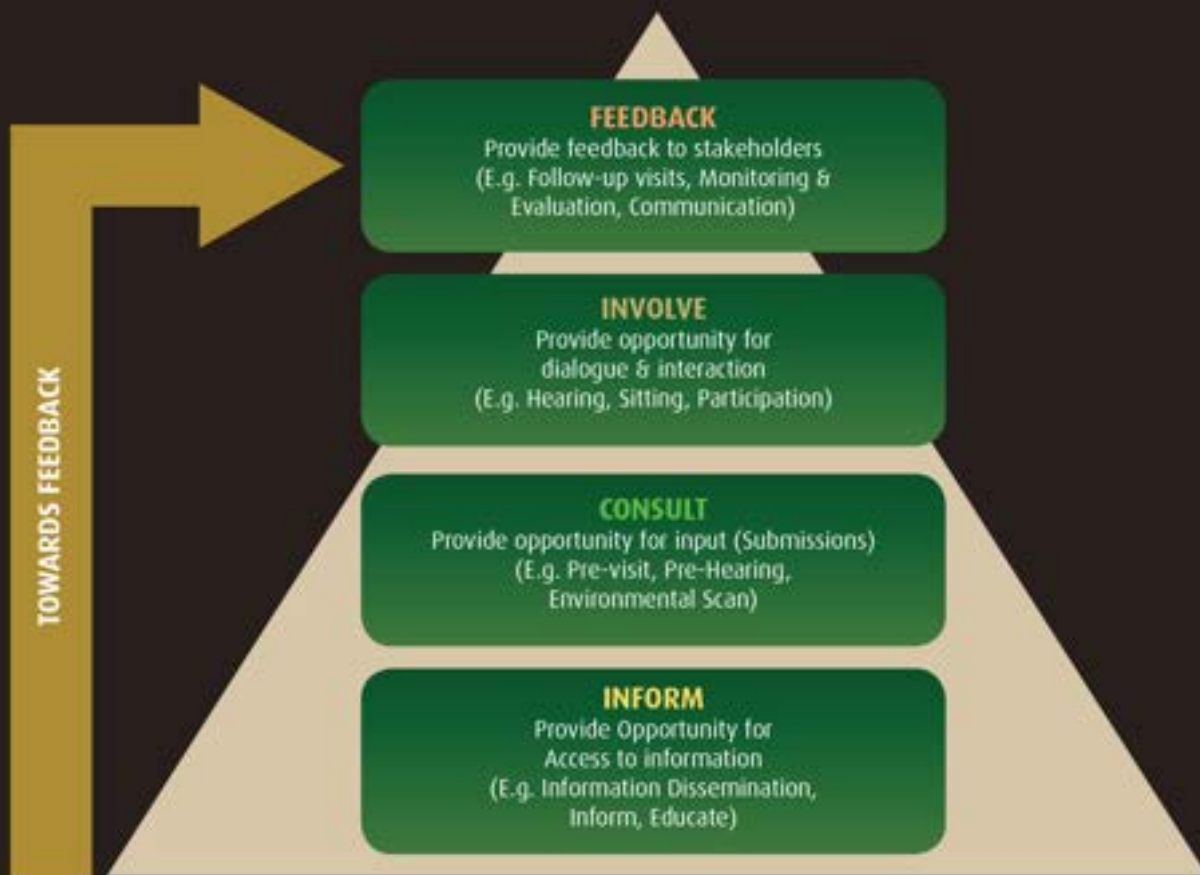 FEEDBACK
Provide feedback to stakeholders
(E.g. Follow-up visits, Monitoring &
Evaluation, Communication)
INVOLVE
Provide opportunity for
dialogue & interaction
(E.g. Hearing, Sitting, Participation)
CONSULT
Provide opportunity for input (Submissions)
(E.g. Pre-visit, Pre-Hearing,
Environmental Scan)
INFORM
Provide Opportunity for
Access to information
(E.g. Information Dissemination,
Inform, Educate)
TOWARDS FEEDBACK